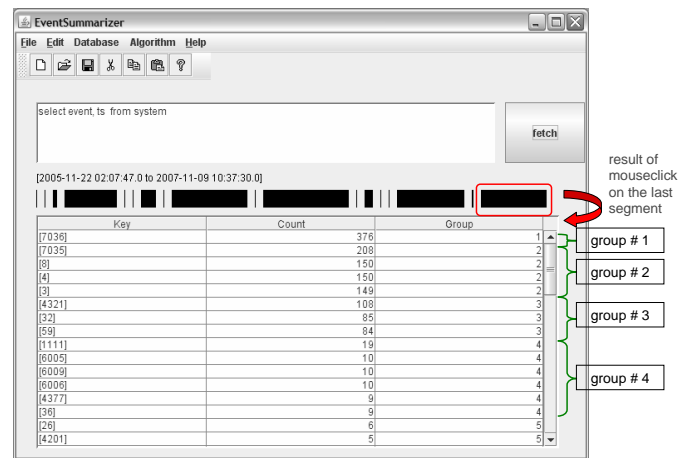 EventSummarizer
File Edit Database Algorithm Help
select event, ts from system
fetch
[2005-11-22 02:07:47.0 to 2007-11-09 10:37:30.0]
result of
mouseclick
on the last
segment
Key Count Group
[7036] 376 1
[7035] 208 2
[8] 150 2
[4] 150 2
[3] 149 2
[4321] 108 3
[32] 85 3
[59] 84 3
[1111] 19 4
[6005] 10 4
[6009] 10 4
[6006] 10 4
[4377] 9 4
[36] 9 4
[26] 6 5
[4201] 5 5
group # 1
group # 2
group # 3
group # 4